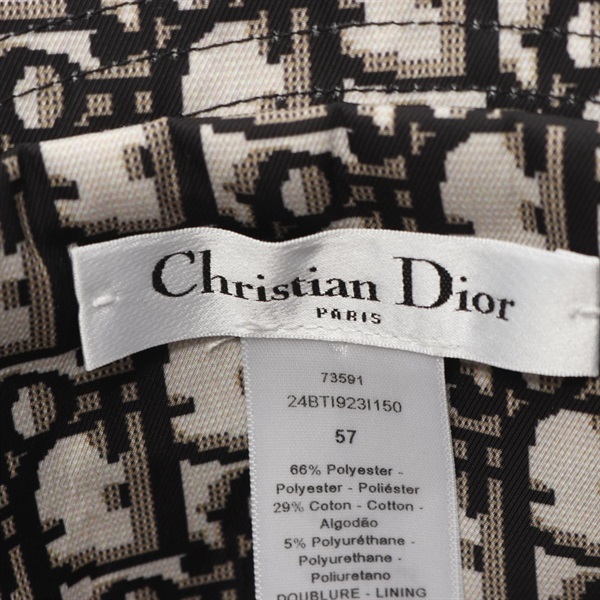 Christian Dior
PARIS
73591
24BTI923I150
57
66% Polyester -
Polyester - Poliéster
29% Coton - Cotton -
Algodão
5% Polyuréthane -
Polyurethane -
Poliuretano
DOUBLURE - LINING